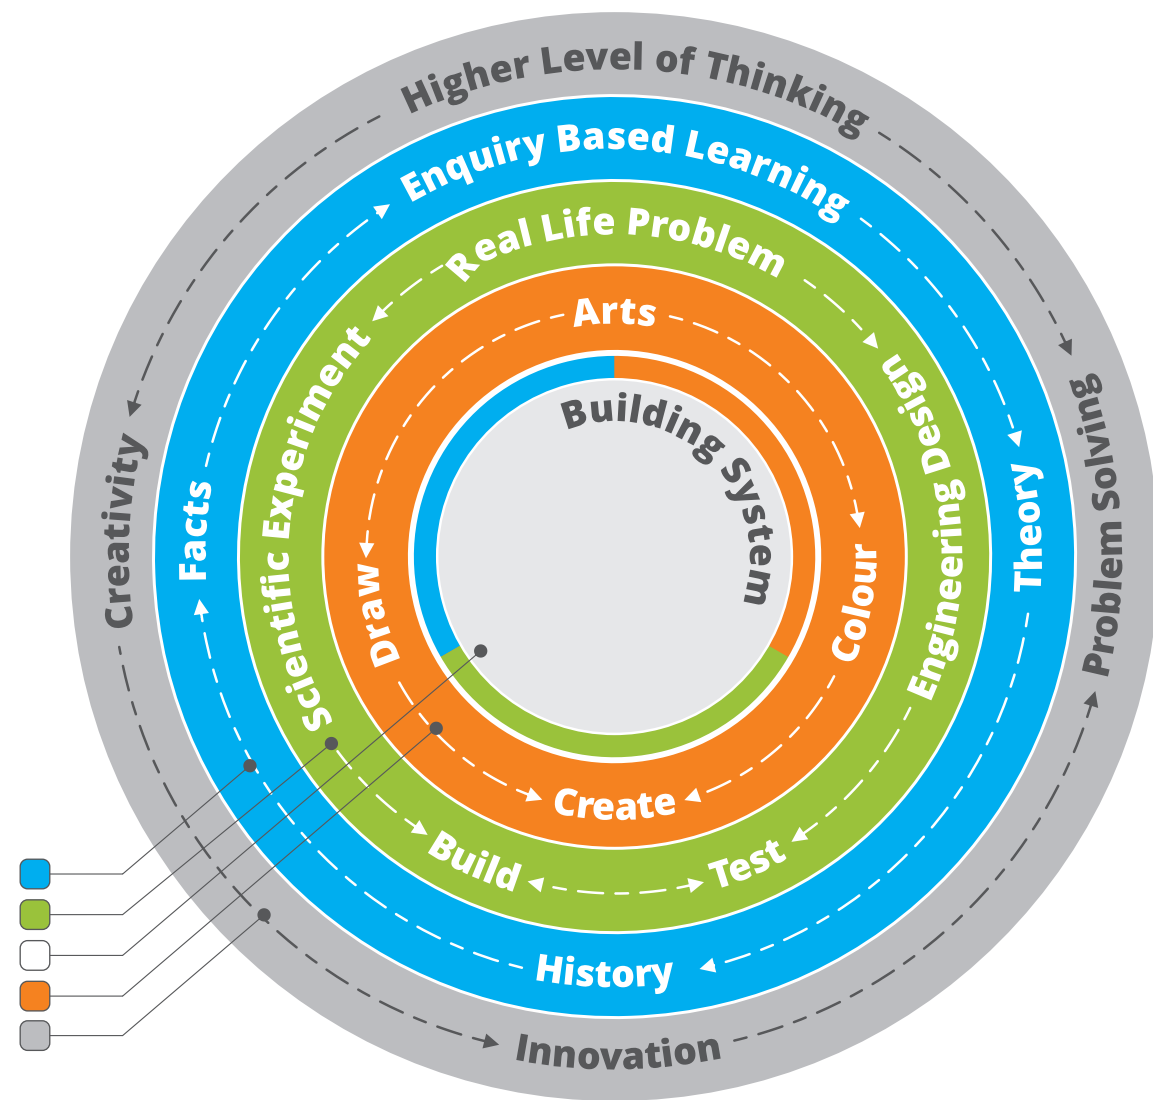 Higher Level of Thinking
Creativity
Problem Solving
Innovation
Enquiry Based Learning
Facts
Theory
History
Real Life Problem
Scientific Experiment
Engineering Design
Build
Test
Arts
Draw
Colour
Create
Building System